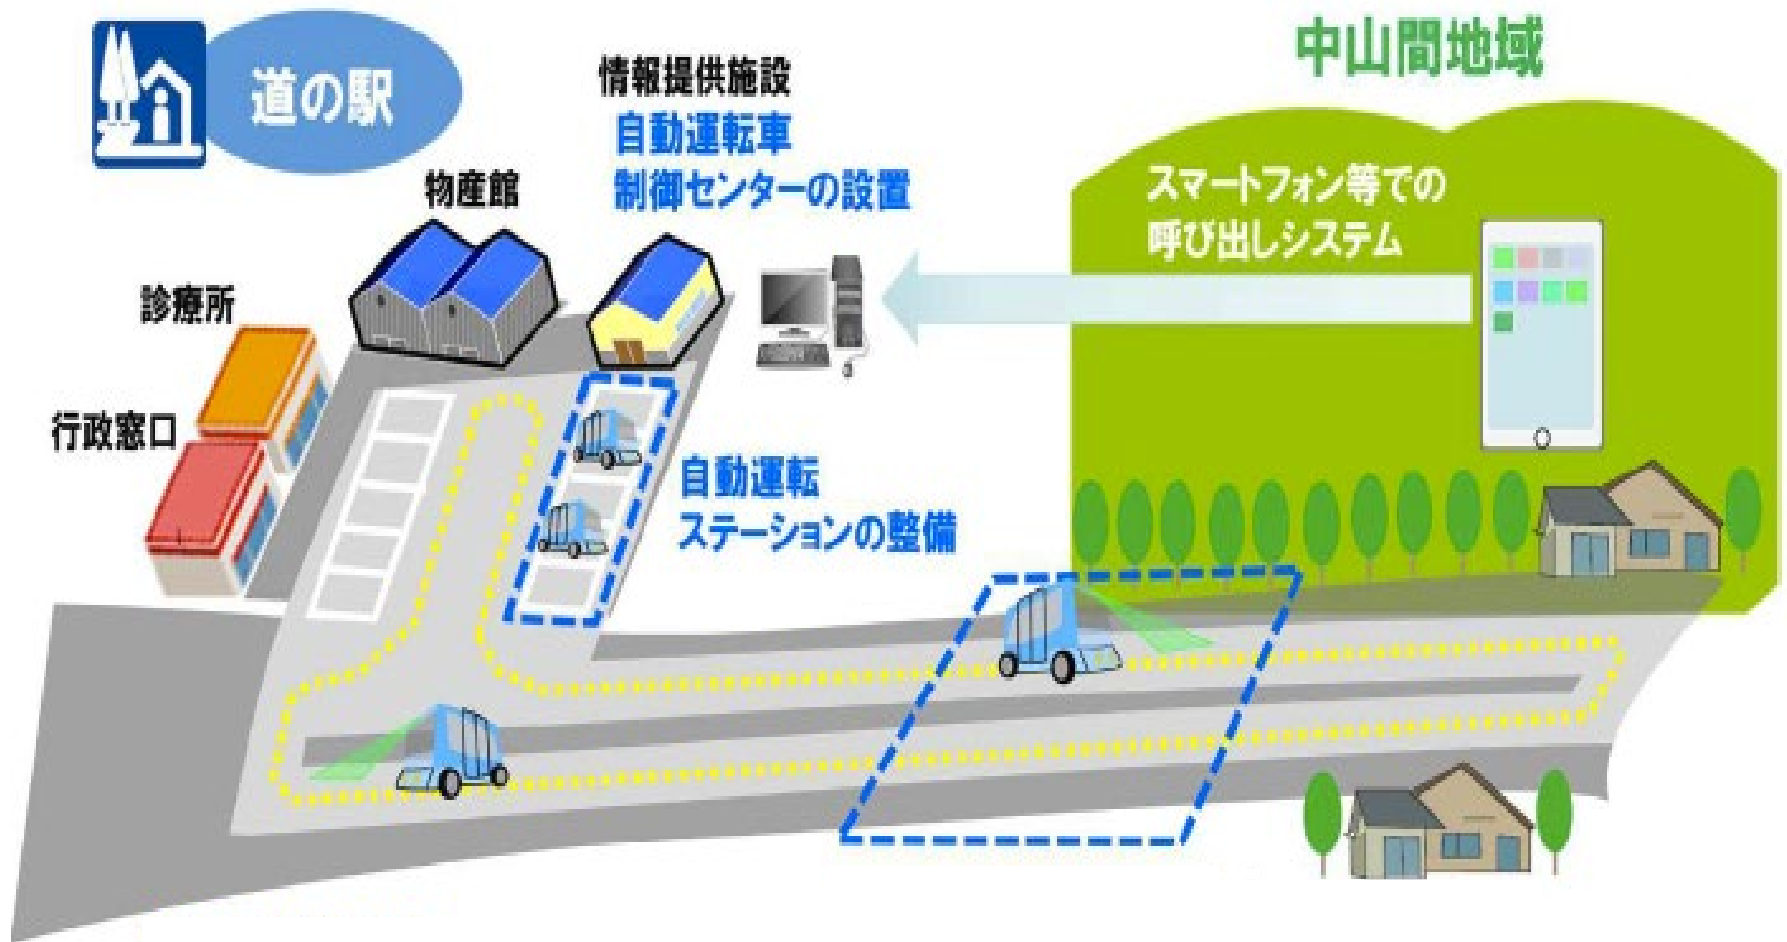 道の駅
情報提供施設
自動運転車
制御センターの設置
物産館
診療所
行政窓口
自動運転
ステーションの整備
中山間地域
スマートフォン等での
呼び出しシステム